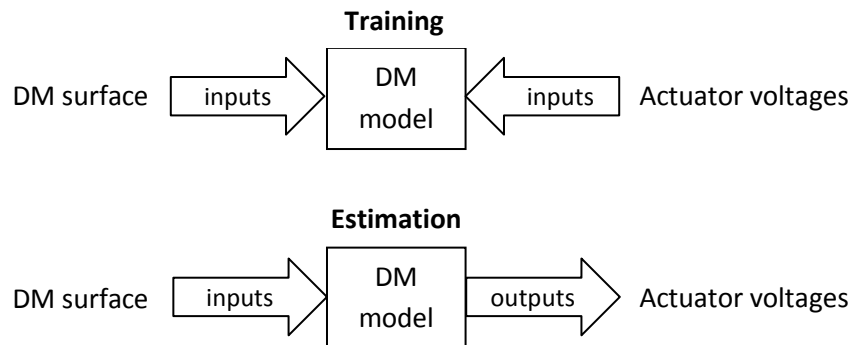 Training
DM surface inputs DM model inputs Actuator voltages
Estimation
DM surface inputs DM model outputs Actuator voltages